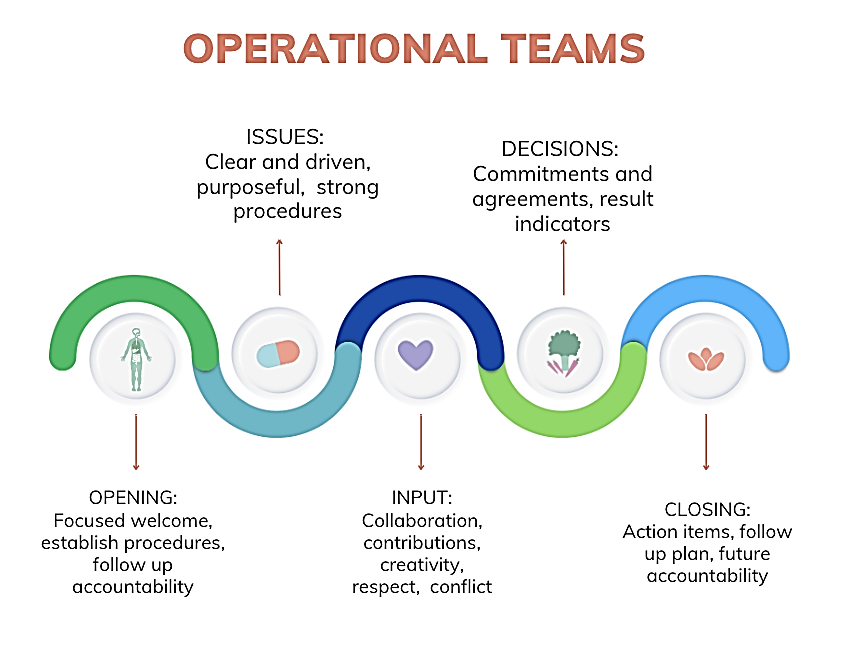 OPERATIONAL TEAMS
ISSUES:
Clear and driven,
purposeful, strong
procedures
DECISIONS:
Commitments and
agreements, result
indicators
OPENING:
Focused welcome,
establish procedures,
follow up
accountability
INPUT:
Collaboration,
contributions,
creativity,
respect, conflict
CLOSING:
Action items, follow
up plan, future
accountability